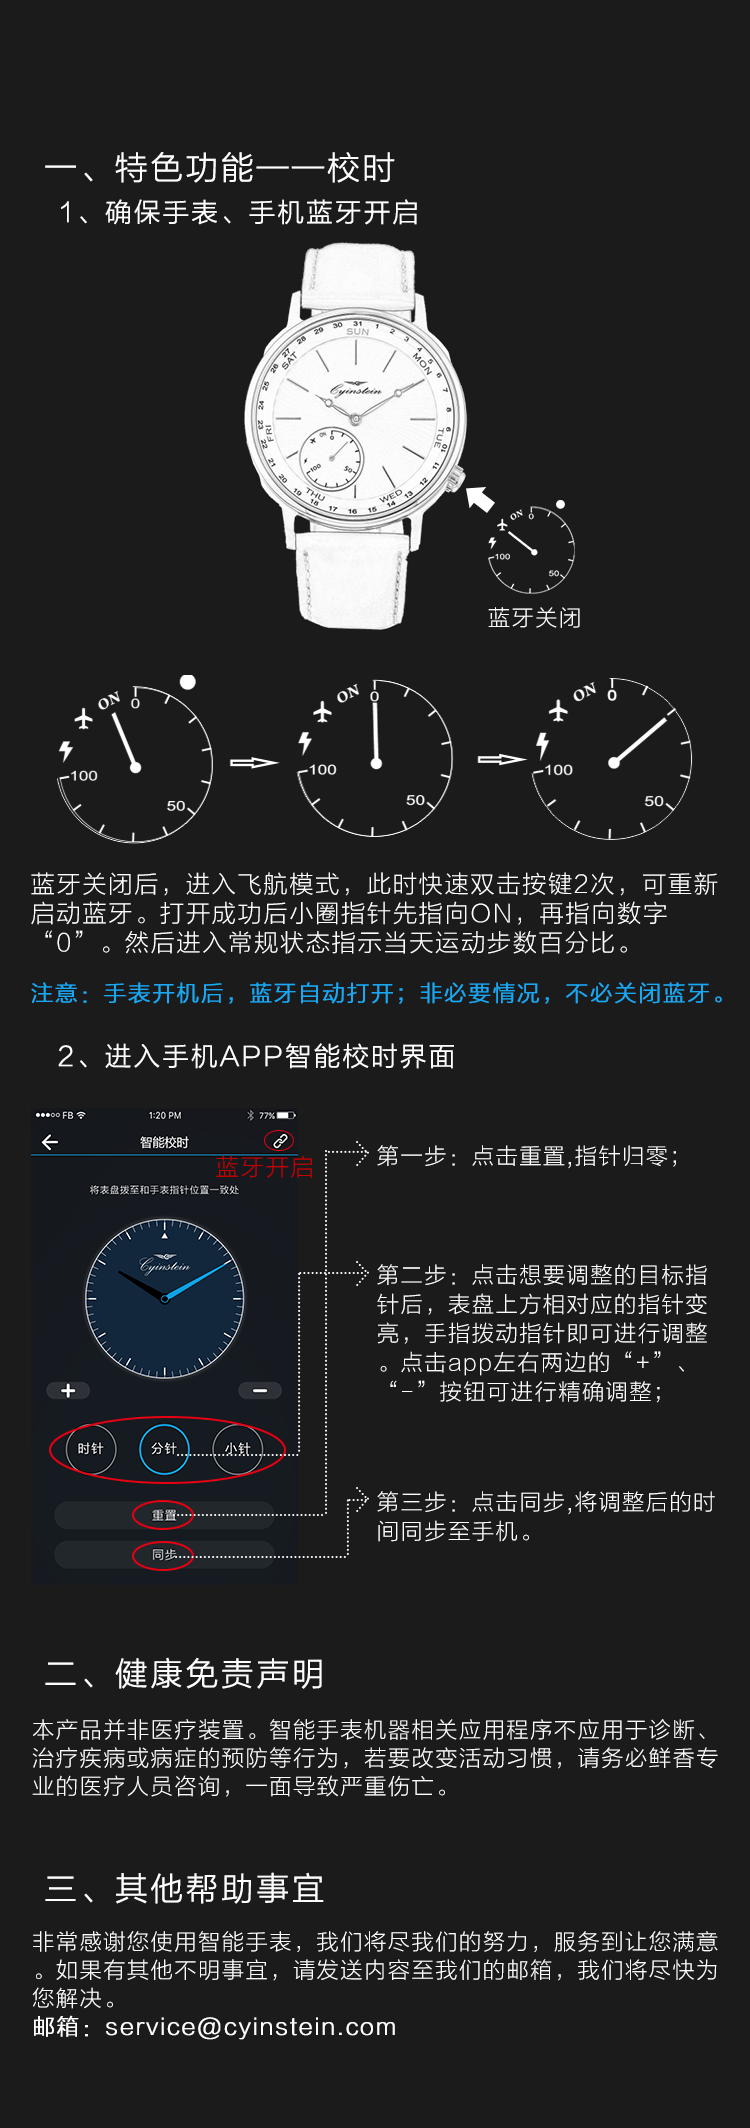 一、特色功能——校时
1、确保手表、手机蓝牙开启
28 29 30 31 1 2 3 4 5 6 7 8 9 10 11 12 13 14 15 16 17 18 19 20 21 22 23 24 25 26 27
SUN MON TUE WED THU FRI SAT
Cyinstein
ON 0
100 50
ON 0
100
50
蓝牙关闭
ON 0
100
50
ON 0
100
50
ON 0
100
50
蓝牙关闭后，进入飞航模式，此时快速双击按键2次，可重新
启动蓝牙。打开成功后小圈指针先指向ON，再指向数字
“0”。然后进入常规状态指示当天运动步数百分比。
注意：手表开机后，蓝牙自动打开；非必要情况，不必关闭蓝牙。
2、进入手机APP智能校时界面
FB 1:20 PM 77%
智能校时
蓝牙开启
将表盘拨至和手表指针位置一致处
Cyinstein
+ −
时针 分针 小针
重置
同步
第一步：点击重置,指针归零；
第二步：点击想要调整的目标指
针后，表盘上方相对应的指针变
亮，手指拨动指针即可进行调整
。点击app左右两边的“+”、
“-”按钮可进行精确调整；
第三步：点击同步,将调整后的时
间同步至手机。
二、健康免责声明
本产品并非医疗装置。智能手表机器相关应用程序不应用于诊断、
治疗疾病或病症的预防等行为，若要改变活动习惯，请务必鲜香专
业的医疗人员咨询，一面导致严重伤亡。
三、其他帮助事宜
非常感谢您使用智能手表，我们将尽我们的努力，服务到让您满意
。如果有其他不明事宜，请发送内容至我们的邮箱，我们将尽快为
您解决。
邮箱：service@cyinstein.com